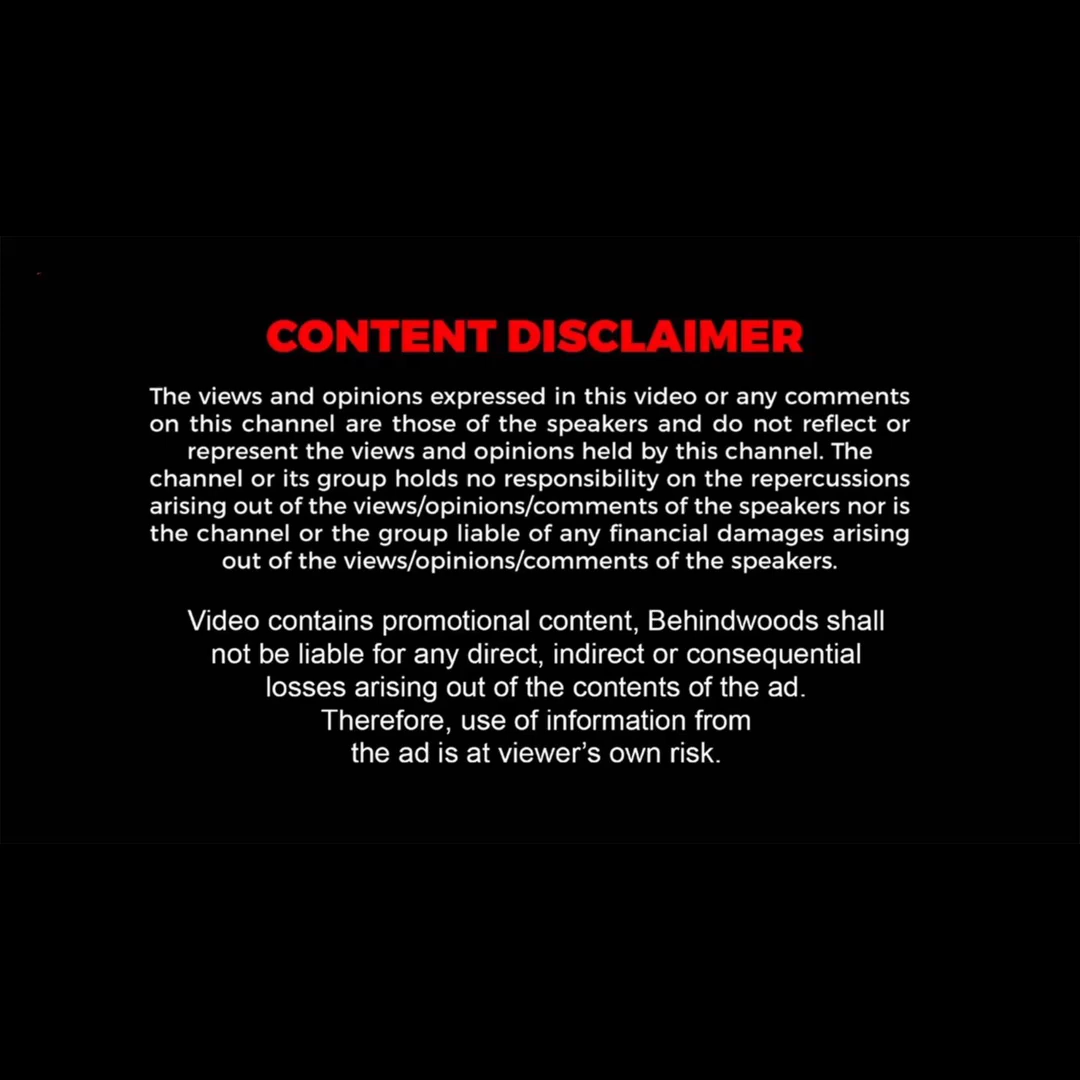 CONTENT DISCLAIMER
The views and opinions expressed in this video or any comments
on this channel are those of the speakers and do not reflect or
represent the views and opinions held by this channel. The
channel or its group holds no responsibility on the repercussions
arising out of the views/opinions/comments of the speakers nor is
the channel or the group liable of any financial damages arising
out of the views/opinions/comments of the speakers.
Video contains promotional content, Behindwoods shall
not be liable for any direct, indirect or consequential
losses arising out of the contents of the ad.
Therefore, use of information from
the ad is at viewer’s own risk.